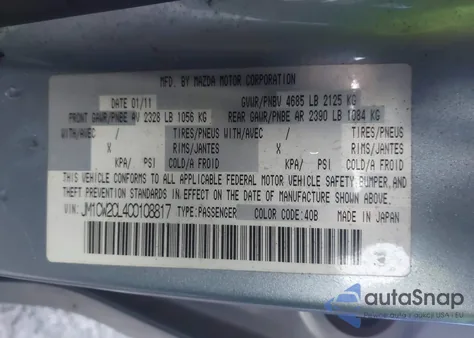 MFD. BY MAZDA MOTOR CORPORATION
DATE 01/11 GVWR/PNBV 4685 LB 2125 KG
FRONT GAWR/PNBE AV 2328 LB 1056 KG REAR GAWR/PNBE AR 2390 LB 1084 KG
WITH/AVEC / TIRES/PNEUS WITH/AVEC / TIRES/PNEUS
X RIMS/JANTES X RIMS/JANTES
KPA/ PSI COLD/A FROID KPA/ PSI COLD/A FROID
THIS VEHICLE CONFORMS TO ALL APPLICABLE FEDERAL MOTOR VEHICLE SAFETY, BUMPER, AND
THEFT PREVENTION STANDARDS IN EFFECT ON THE DATE OF MANUFACTURE SHOWN ABOVE.
VIN: JM1CW2CL4C0108817 TYPE:PASSENGER COLOR CODE:40B MADE IN JAPAN
autoSnap